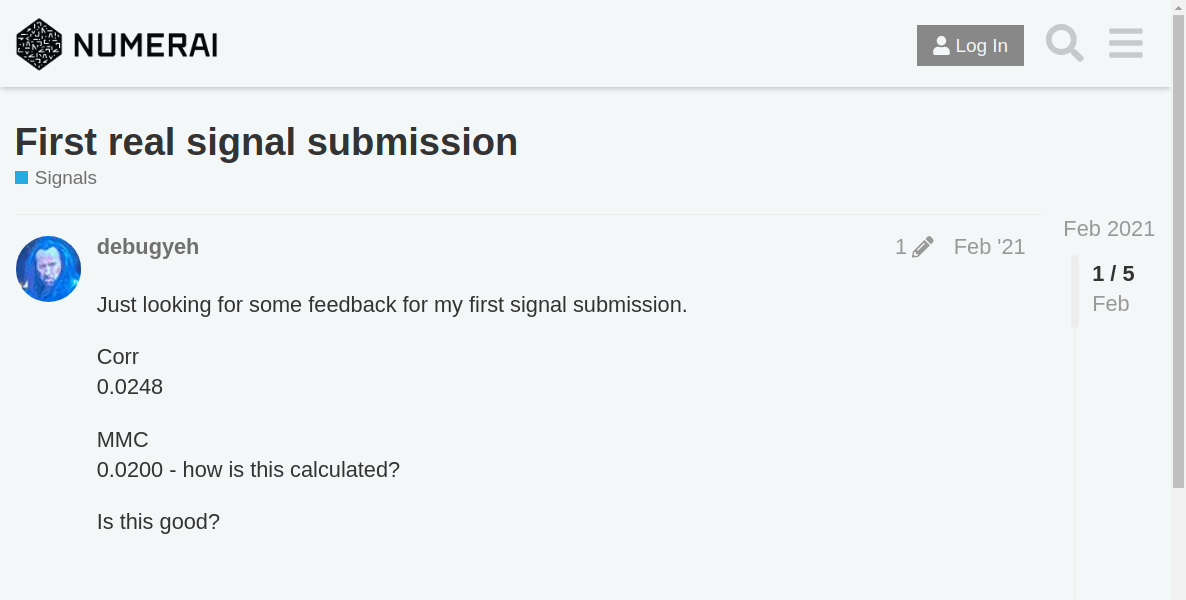 NUMERAI
Log In
First real signal submission
Signals
debugyeh
1
Feb '21
Feb 2021
1 / 5
Feb
Just looking for some feedback for my first signal submission.
Corr
0.0248
MMC
0.0200 - how is this calculated?
Is this good?